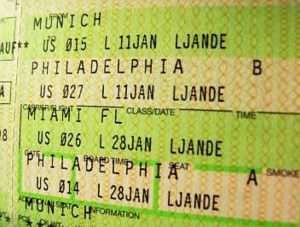 MUNICH
AUF** US 015 L 11JAN LJANDE
PHILADELPHIA B
US 027 L 11JAN LJANDE
CARRIER/FLIGHT CLASS/DATE TIME
MIAMI FL
US 026 L 28JAN LJANDE
GATE BOARD TIME SEAT SMOKE
PHILADELPHIA A
US 014 L 28JAN LJANDE
INFORMATION
MUNICH